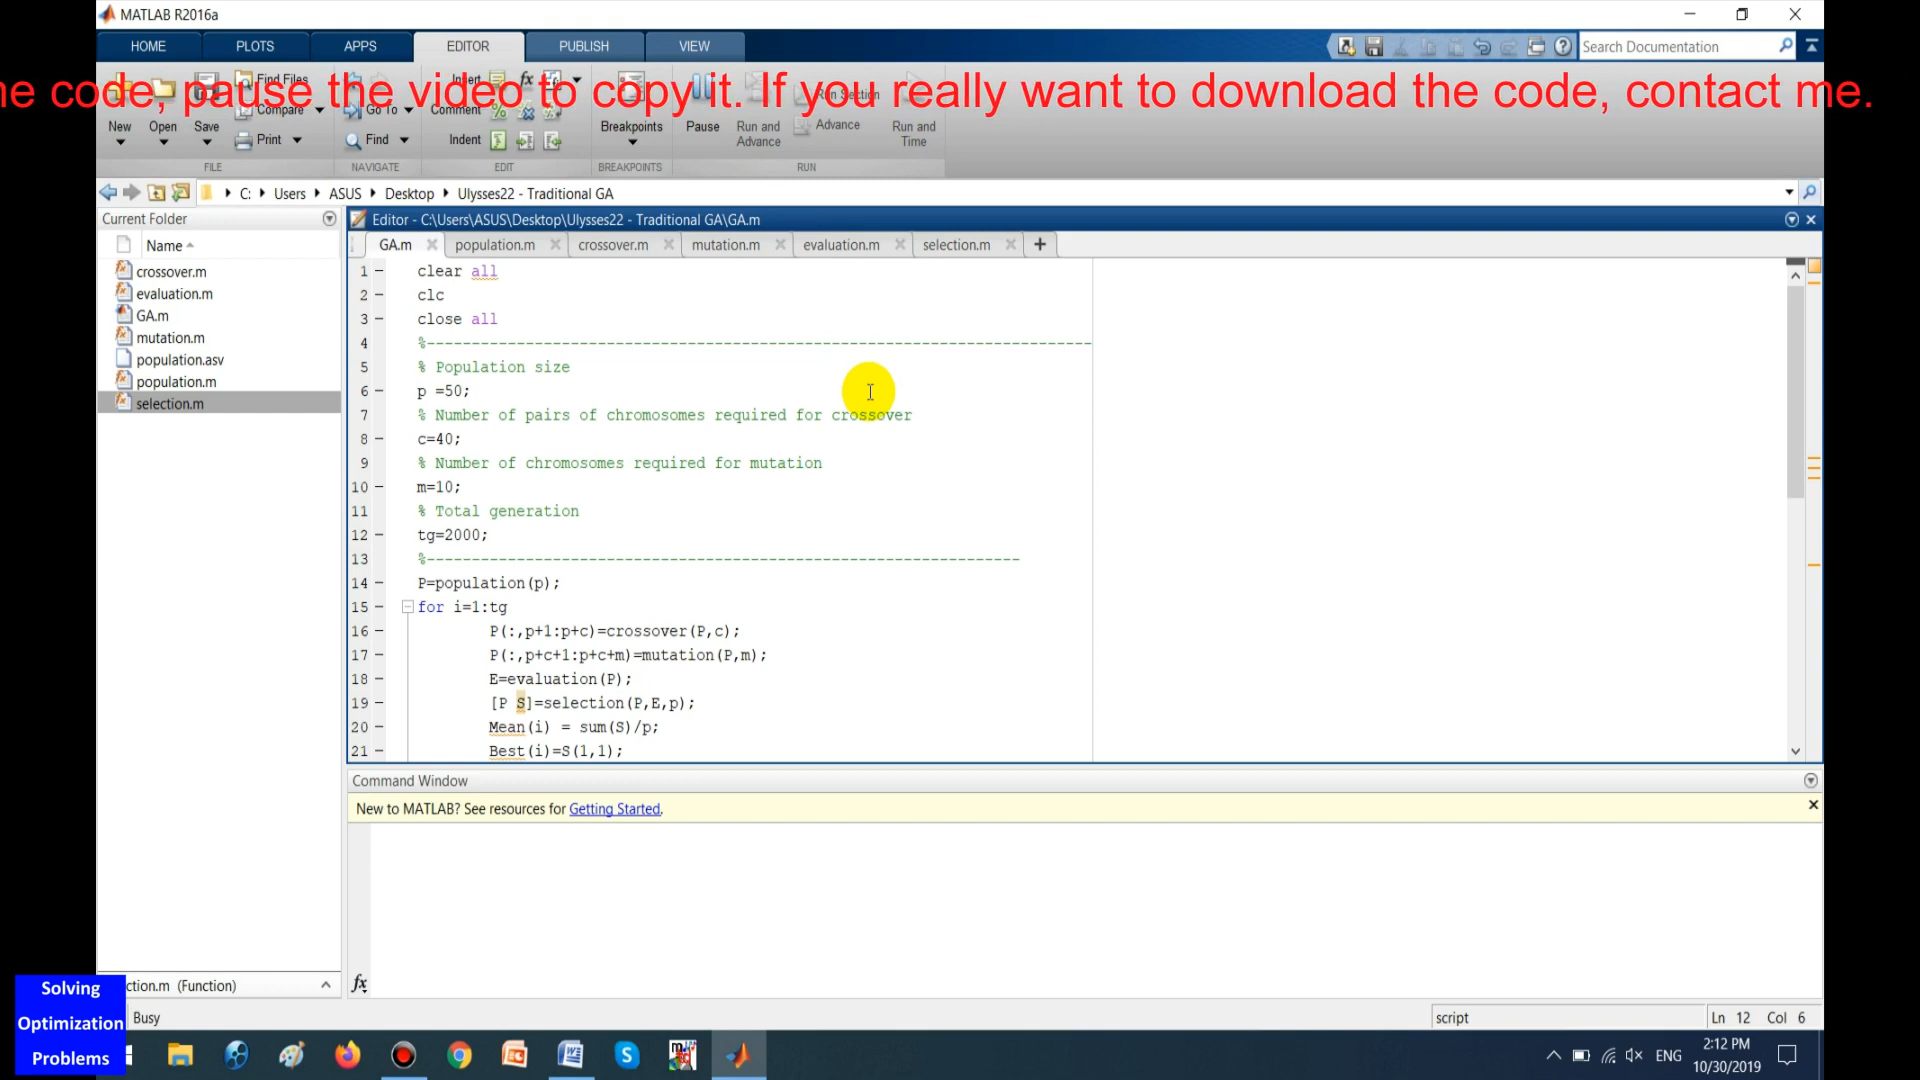 MATLAB R2016a
HOME PLOTS APPS EDITOR PUBLISH VIEW
Search Documentation
he code, pause the video to copy it. If you really want to download the code, contact me.
Find Files
Insert fx
Compare Go To Comment
Run Section
New Open Save
Print Find Indent
Breakpoints Pause Run and Advance
Advance
Run and Time
FILE NAVIGATE EDIT BREAKPOINTS RUN
C: Users ASUS Desktop Ulysses22 - Traditional GA
Current Folder
Name
crossover.m
evaluation.m
GA.m
mutation.m
population.asv
population.m
selection.m
Editor - C:\Users\ASUS\Desktop\Ulysses22 - Traditional GA\GA.m
GA.m population.m crossover.m mutation.m evaluation.m selection.m +
1 clear all
2 clc
3 close all
4 %--------------------------------------------------------------------------
5 % Population size
6 p =50;
7 % Number of pairs of chromosomes required for crossover
8 c=40;
9 % Number of chromosomes required for mutation
10 m=10;
11 % Total generation
12 tg=2000;
13 %------------------------------------------------------------------
14 P=population(p);
15 for i=1:tg
16 P(:,p+1:p+c)=crossover(P,c);
17 P(:,p+c+1:p+c+m)=mutation(P,m);
18 E=evaluation(P);
19 [P S]=selection(P,E,p);
20 Mean(i) = sum(S)/p;
21 Best(i)=S(1,1);
Command Window
New to MATLAB? See resources for Getting Started.
fx
ction.m (Function)
Solving
Optimization
Problems
Busy
script
Ln 12 Col 6
ENG
2:12 PM
10/30/2019